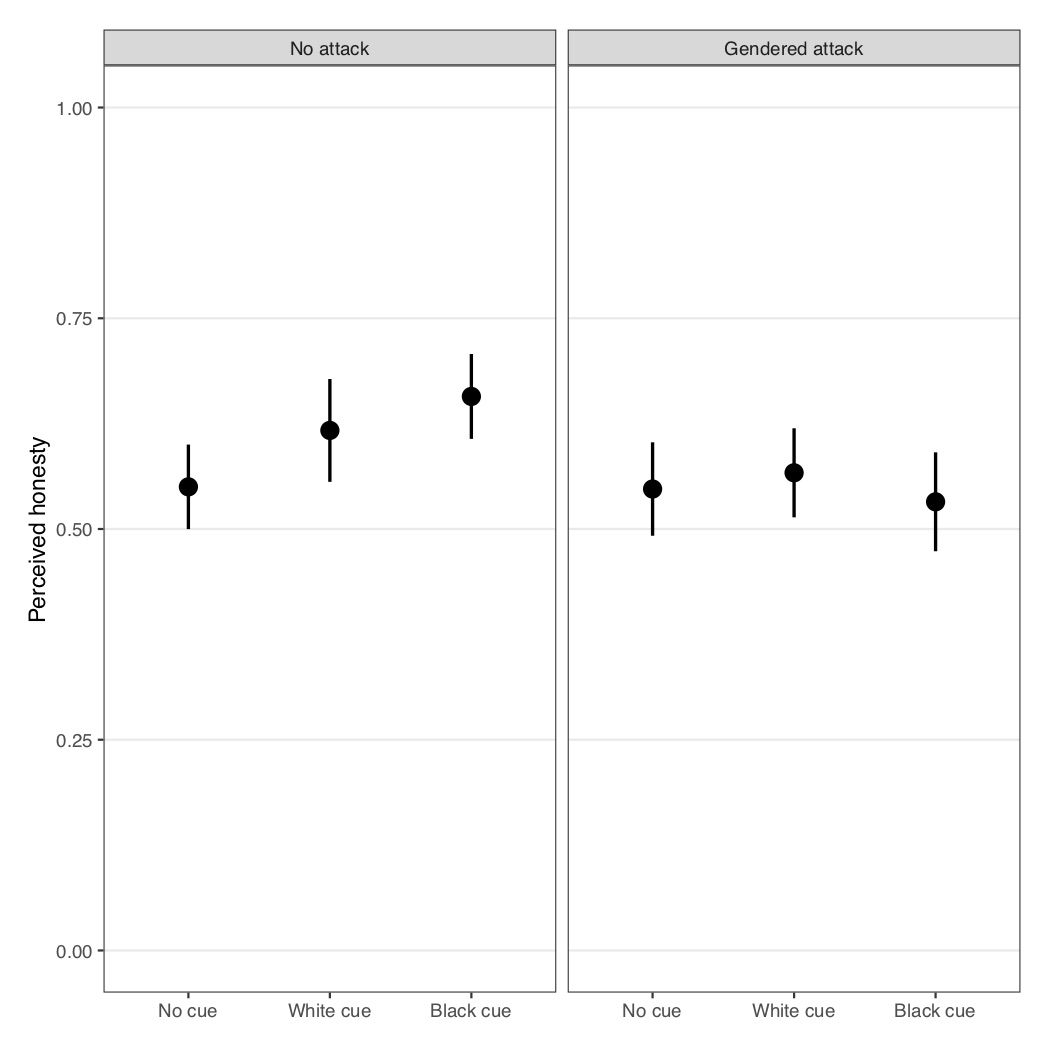 No attack
Gendered attack
1.00
0.75
0.50
0.25
0.00
Perceived honesty
No cue
White cue
Black cue
No cue
White cue
Black cue